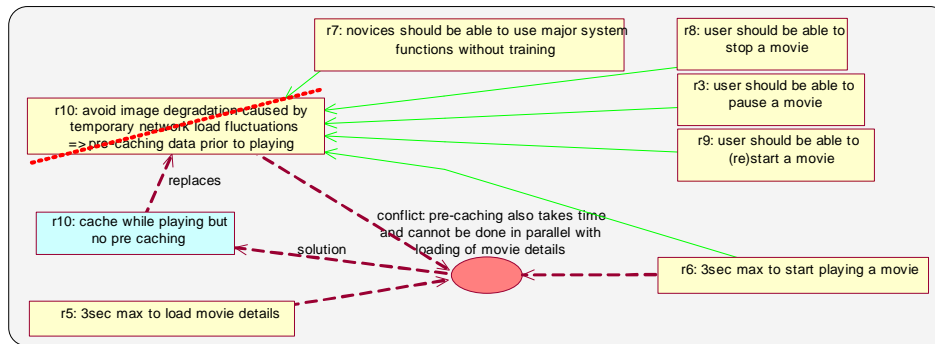 r7: novices should be able to use major system
functions without training
r8: user should be able to
stop a movie
r3: user should be able to
pause a movie
r10: avoid image degradation caused by
temporary network load fluctuations
=>pre-caching data prior to playing
r9: user should be able to
(re)start a movie
replaces
r10: cache while playing but
no pre caching
conflict: pre-caching also takes time
and cannot be done in parallel with
loading of movie details
solution
r6: 3sec max to start playing a movie
r5: 3sec max to load movie details